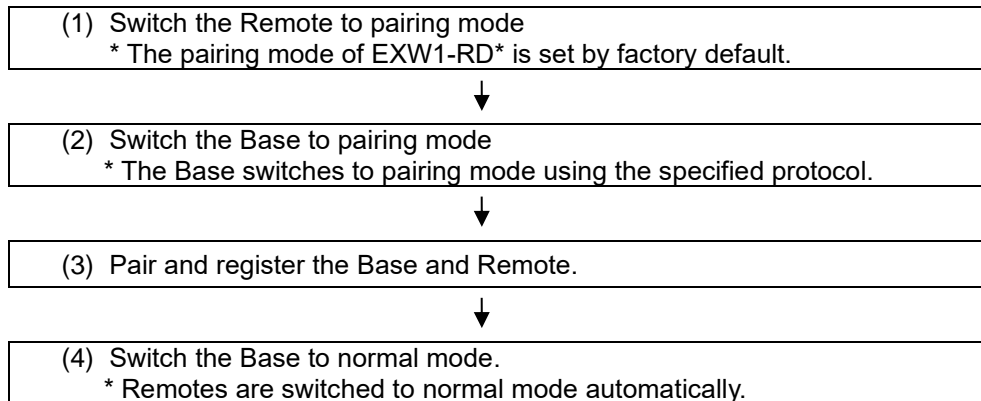 (1) Switch the Remote to pairing mode
* The pairing mode of EXW1-RD* is set by factory default.
(2) Switch the Base to pairing mode
* The Base switches to pairing mode using the specified protocol.
(3) Pair and register the Base and Remote.
(4) Switch the Base to normal mode.
* Remotes are switched to normal mode automatically.